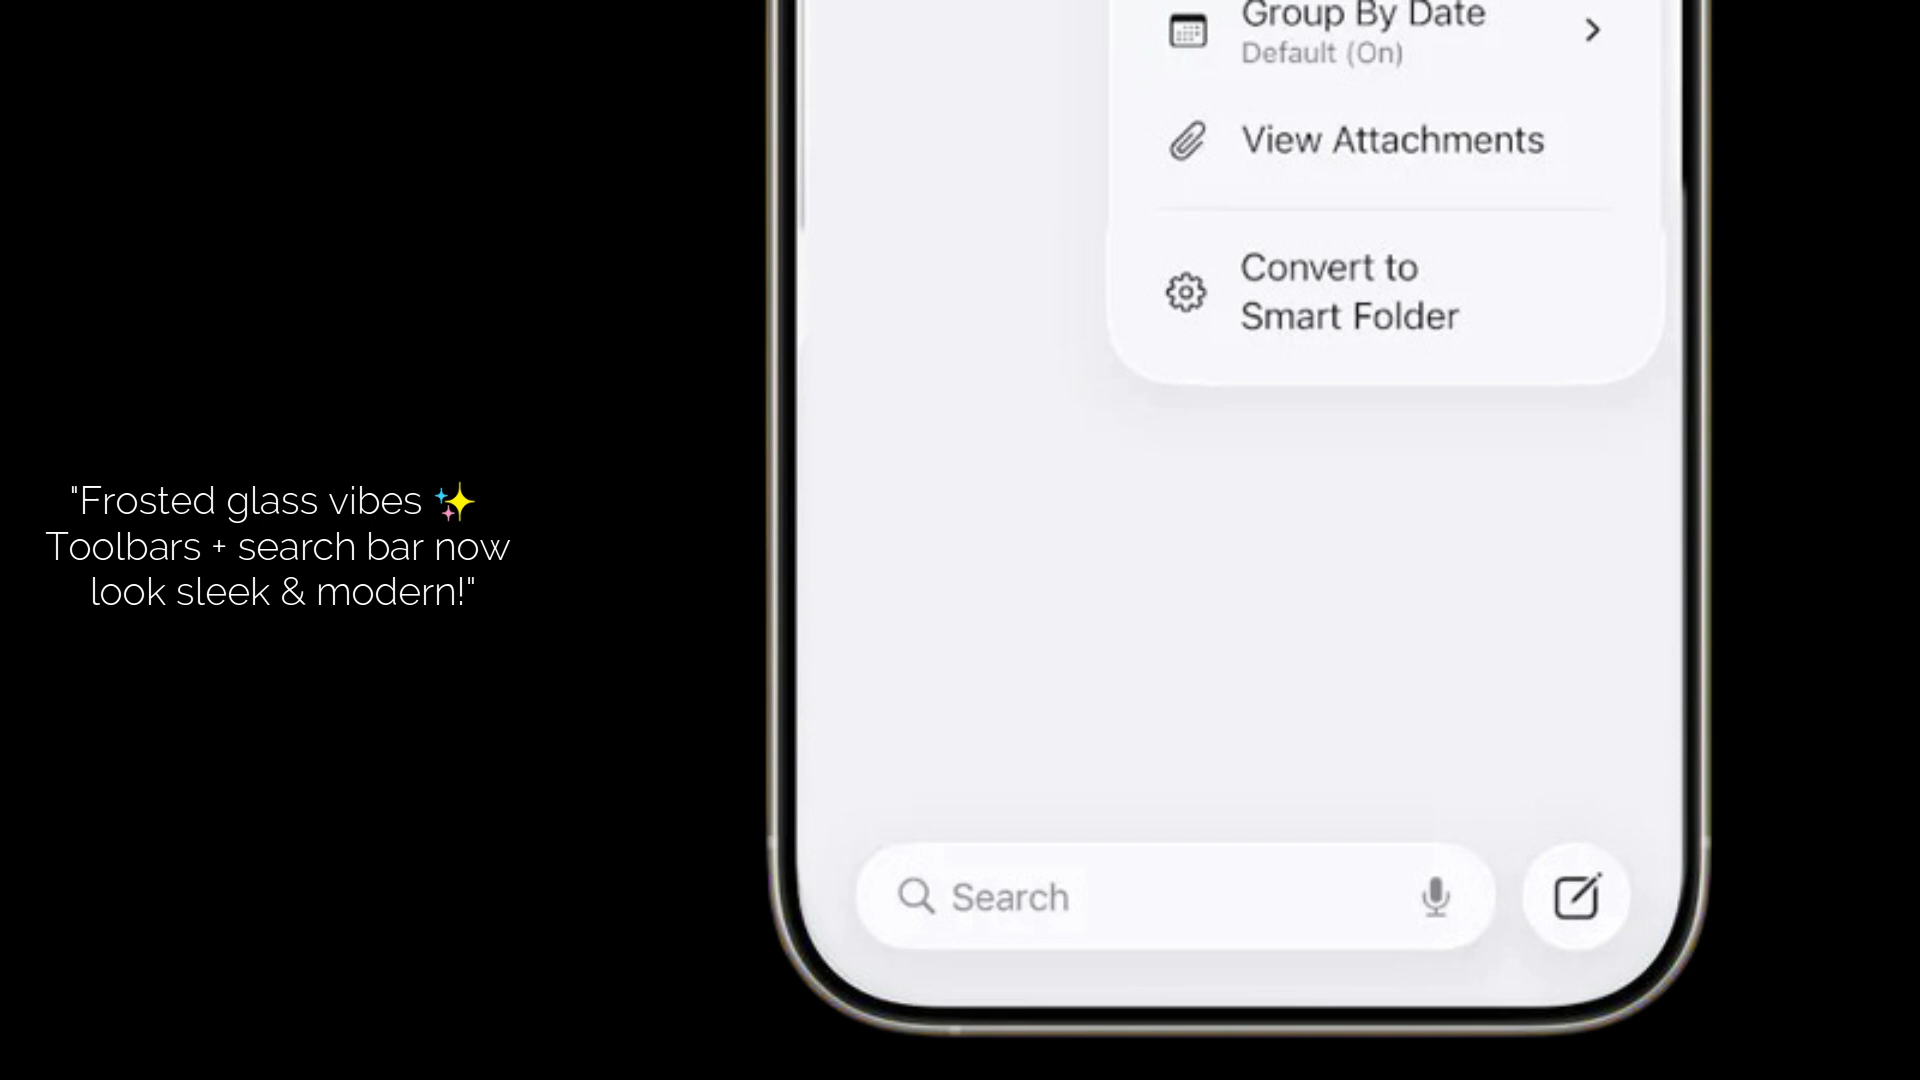 Group By Date
Default (On)
View Attachments
Convert to
Smart Folder
"Frosted glass vibes ✨
Toolbars + search bar now
look sleek & modern!"
Search